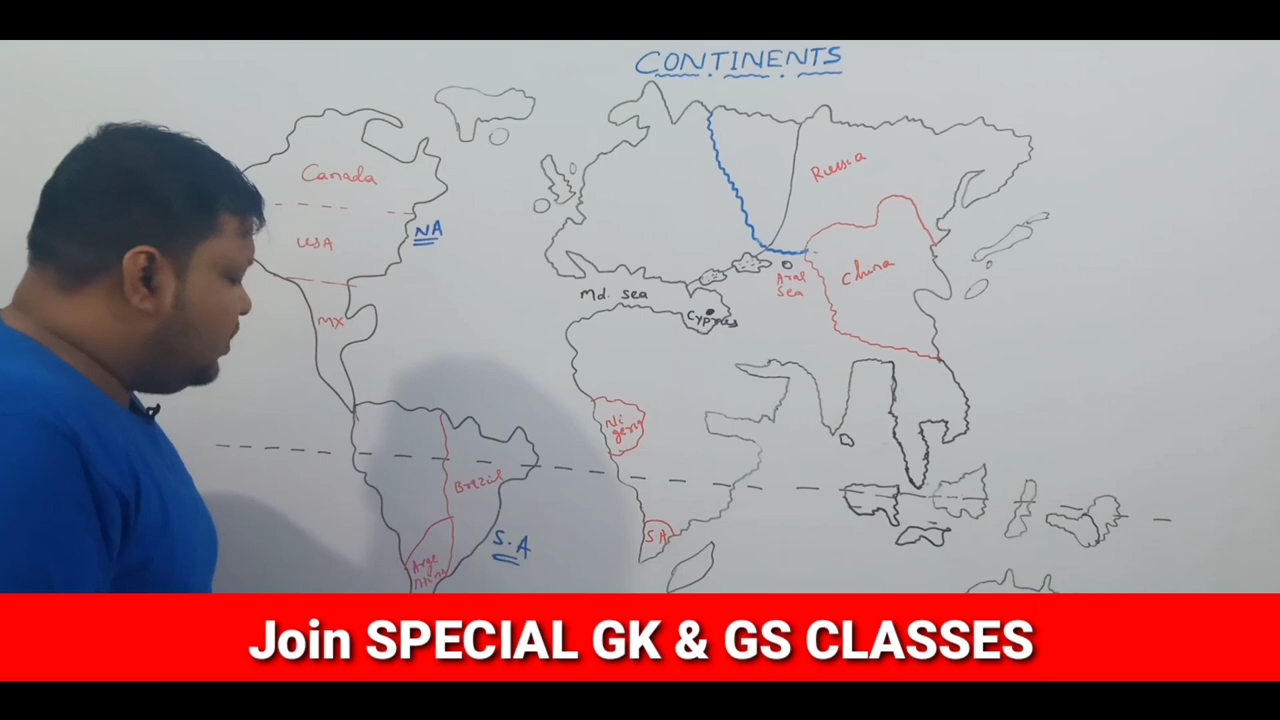 CONTINENTS
Canada
Russia
USA
NA
China
Aral
Sea
Md. sea
MX
Cyprus
Ni
geria
Brazil
S.A
S.A
Arge
ntina
Join SPECIAL GK & GS CLASSES